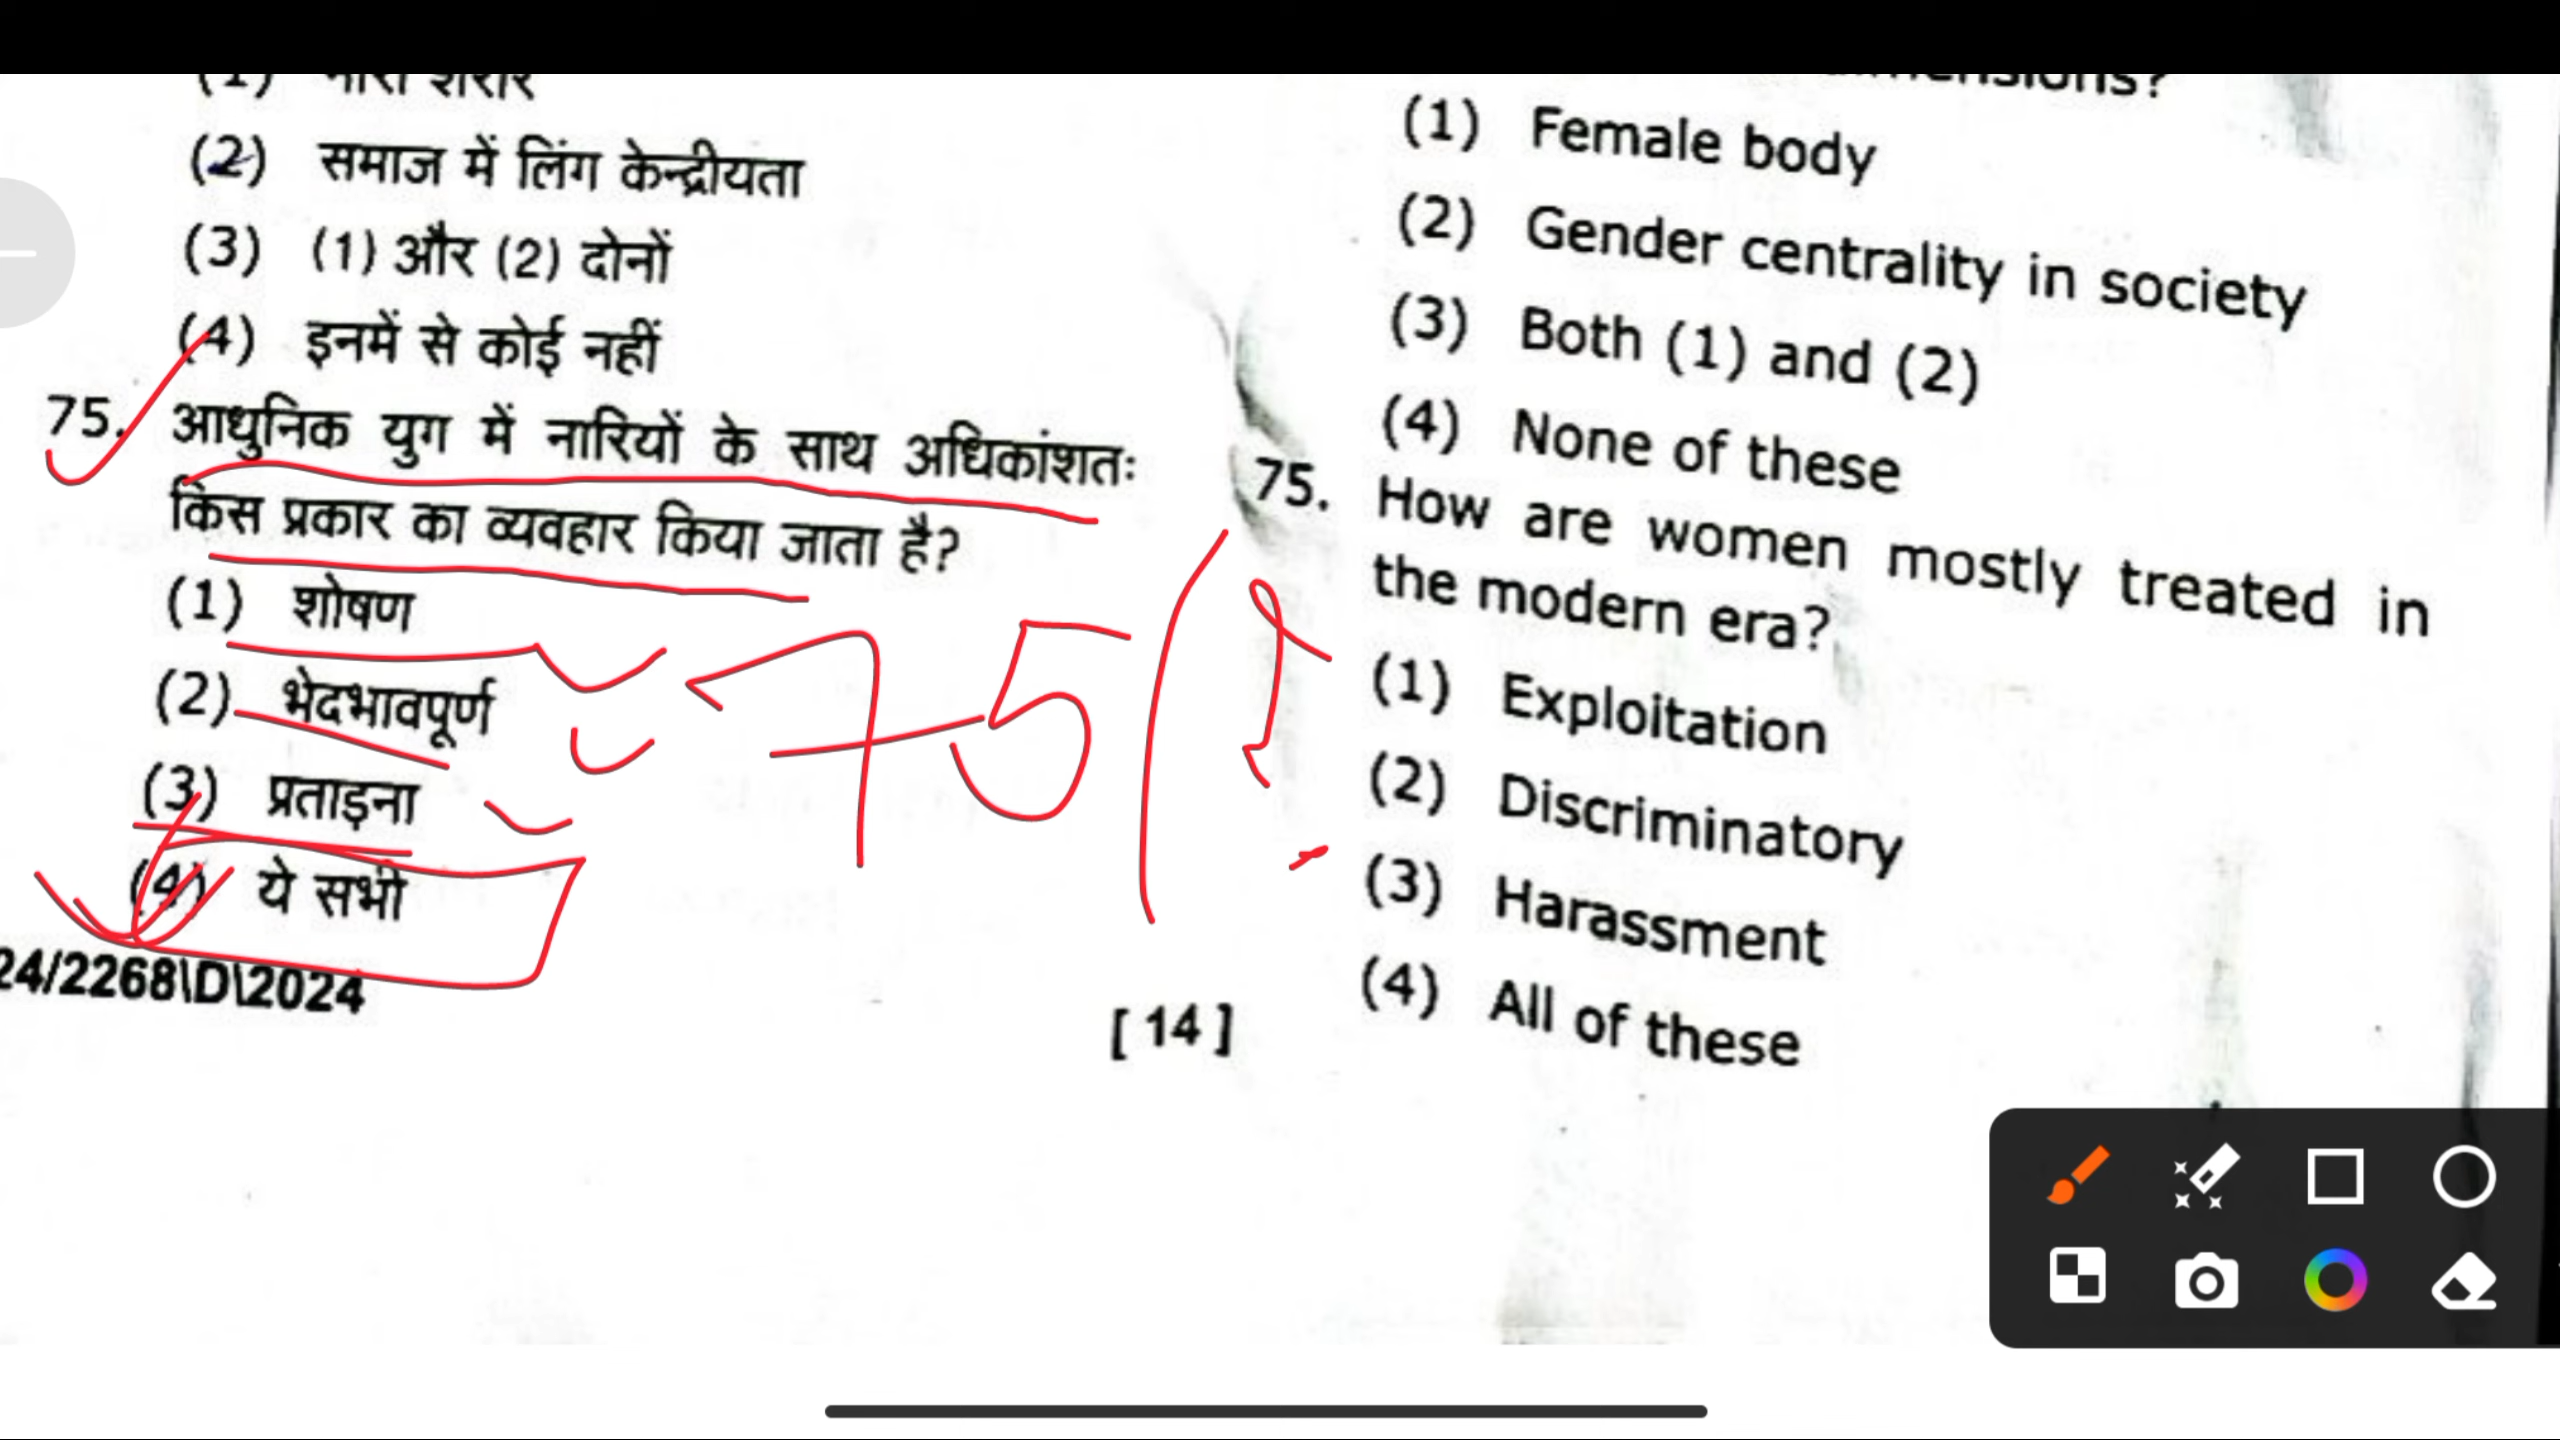 (1) नारी शरीर
(2) समाज में लिंग केन्द्रीयता
(3) (1) और (2) दोनों
(4) इनमें से कोई नहीं
75. आधुनिक युग में नारियों के साथ अधिकांशतः
किस प्रकार का व्यवहार किया जाता है?
(1) शोषण
(2) भेदभावपूर्ण
(3) प्रताड़ना
(4) ये सभी
24/2268\D\2024
[ 14 ]
75
dimensions?
(1) Female body
(2) Gender centrality in society
(3) Both (1) and (2)
(4) None of these
75. How are women mostly treated in
the modern era?
(1) Exploitation
(2) Discriminatory
(3) Harassment
(4) All of these